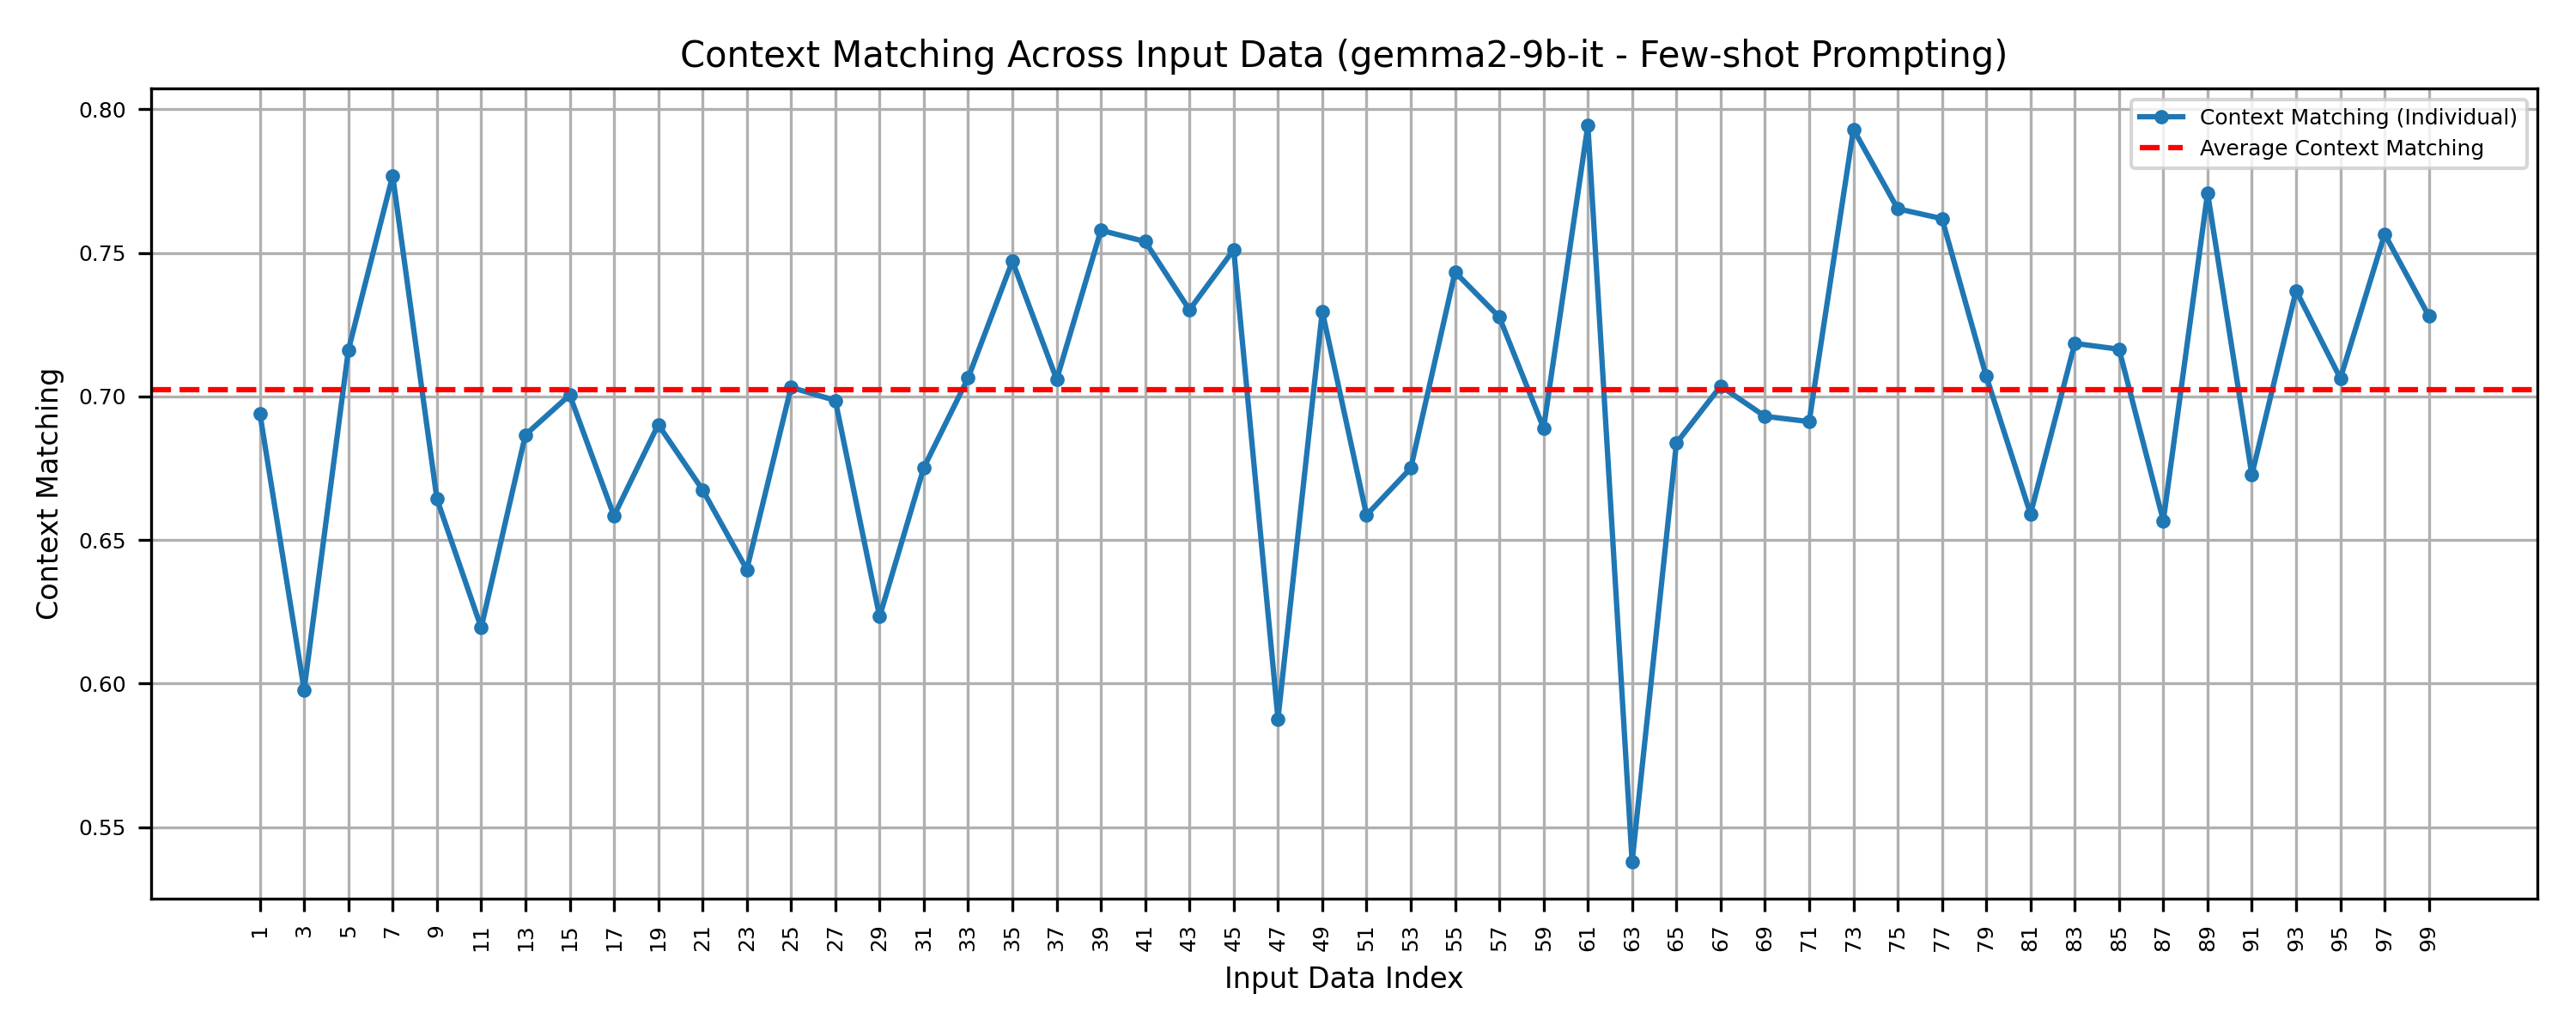 Context Matching Across Input Data (gemma2-9b-it - Few-shot Prompting)
Context Matching (Individual)
Average Context Matching
Context Matching
0.80
0.75
0.70
0.65
0.60
0.55
1 3 5 7 9 11 13 15 17 19 21 23 25 27 29 31 33 35 37 39 41 43 45 47 49 51 53 55 57 59 61 63 65 67 69 71 73 75 77 79 81 83 85 87 89 91 93 95 97 99
Input Data Index